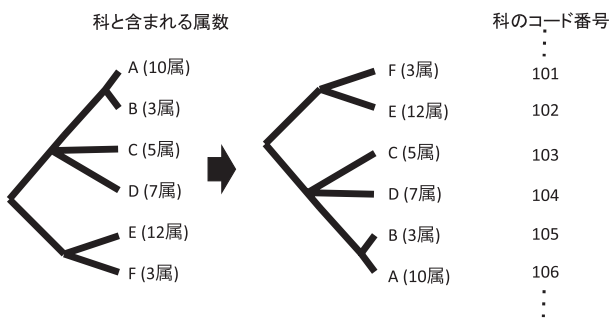 科と含まれる属数
A (10属)
B (3属)
C (5属)
D (7属)
E (12属)
F (3属)
科のコード番号
F (3属) 101
E (12属) 102
C (5属) 103
D (7属) 104
B (3属) 105
A (10属) 106